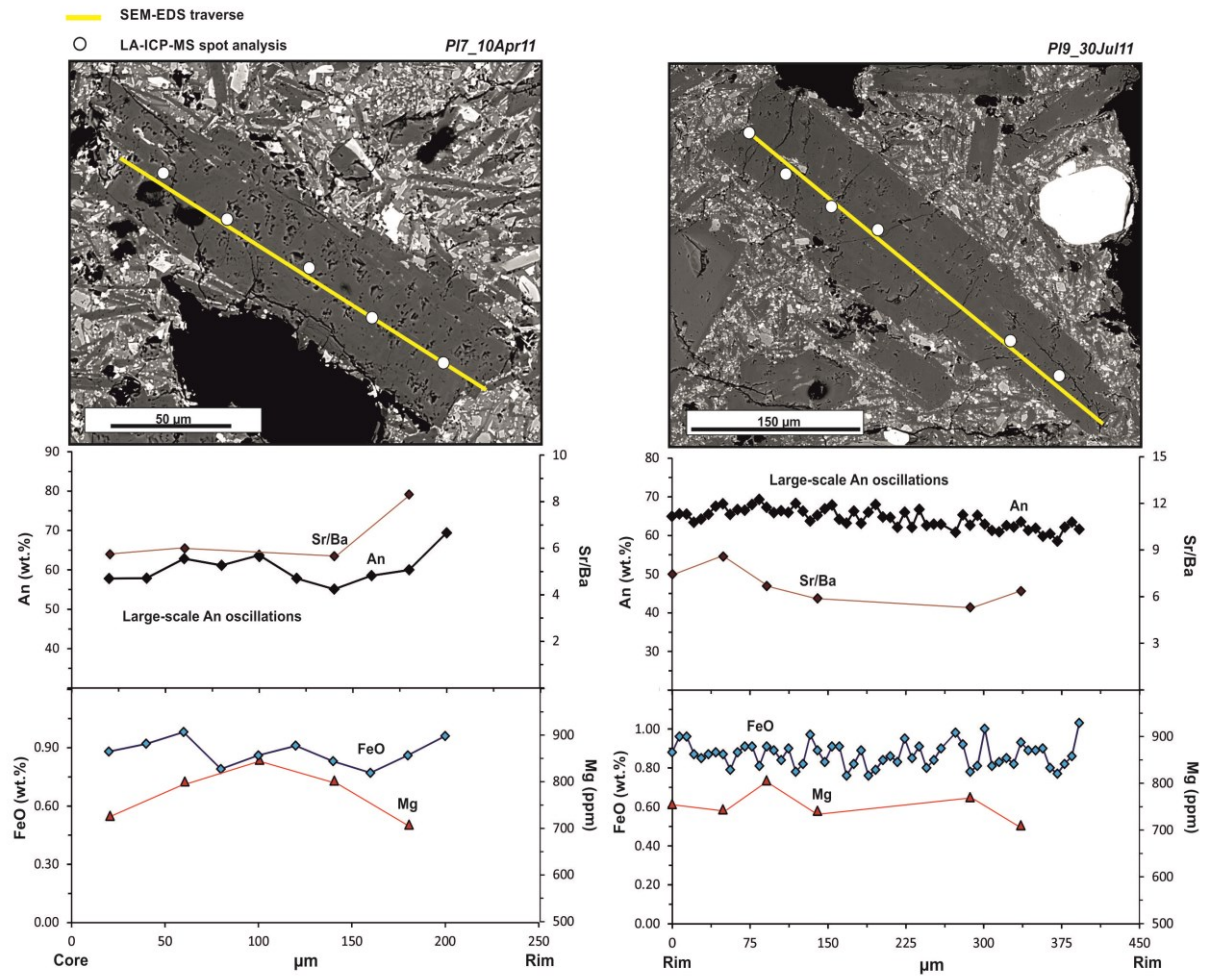 SEM-EDS traverse
LA-ICP-MS spot analysis
Pl7_10Apr11
Pl9_30Jul11
50 µm
150 µm
90
80
70
60
50
40
An (wt.%)
Sr/Ba
An
Large-scale An oscillations
10
8
6
4
2
Sr/Ba
80
70
60
50
40
30
An (wt.%)
Large-scale An oscillations
An
Sr/Ba
15
12
9
6
3
Sr/Ba
0.90
0.60
0.30
0.00
FeO (wt.%)
FeO
Mg
900
800
700
600
500
Mg (ppm)
0 50 100 150 200 250
Core µm Rim
1.00
0.80
0.60
0.40
0.20
0.00
FeO (wt.%)
FeO
Mg
900
800
700
600
500
Mg (ppm)
0 75 150 225 300 375 450
Rim µm Rim